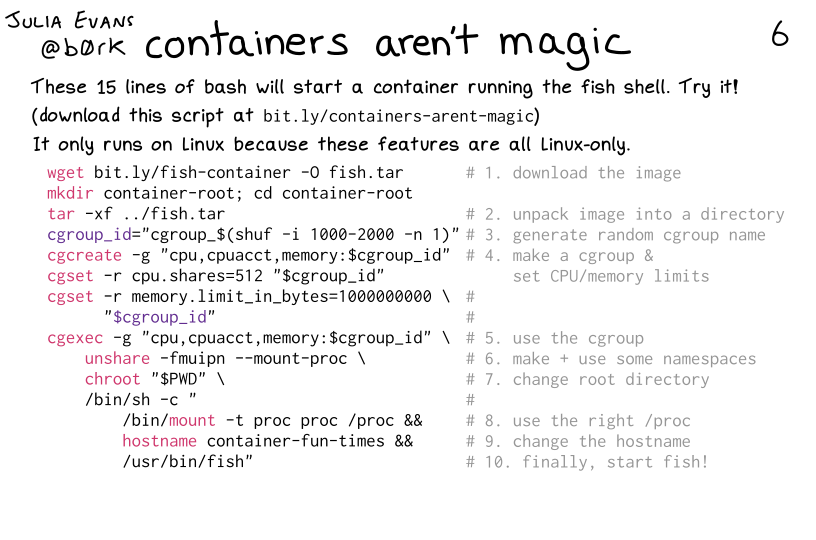 JULIA EVANS
@b0rk
containers aren't magic
6
These 15 lines of bash will start a container running the fish shell. Try it!
(download this script at bit.ly/containers-arent-magic)
It only runs on Linux because these features are all Linux-only.
wget bit.ly/fish-container -O fish.tar # 1. download the image
mkdir container-root; cd container-root
tar -xf ../fish.tar # 2. unpack image into a directory
cgroup_id="cgroup_$(shuf -i 1000-2000 -n 1)" # 3. generate random cgroup name
cgcreate -g "cpu,cpuacct,memory:$cgroup_id" # 4. make a cgroup &
cgset -r cpu.shares=512 "$cgroup_id" set CPU/memory limits
cgset -r memory.limit_in_bytes=1000000000 \ #
"$cgroup_id" #
cgexec -g "cpu,cpuacct,memory:$cgroup_id" \ # 5. use the cgroup
unshare -fmuipn --mount-proc \ # 6. make + use some namespaces
chroot "$PWD" \ # 7. change root directory
/bin/sh -c " #
/bin/mount -t proc proc /proc && # 8. use the right /proc
hostname container-fun-times && # 9. change the hostname
/usr/bin/fish" # 10. finally, start fish!